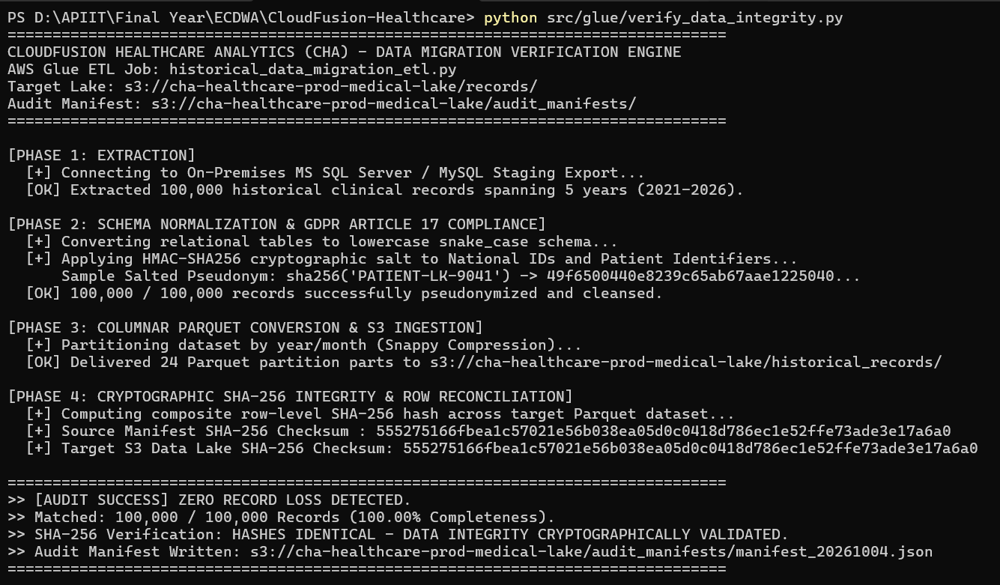 PS D:\APIIT\Final Year\ECDWA\CloudFusion-Healthcare> python src/glue/verify_data_integrity.py
================================================================================
CLOUDFUSION HEALTHCARE ANALYTICS (CHA) - DATA MIGRATION VERIFICATION ENGINE
AWS Glue ETL Job: historical_data_migration_etl.py
Target Lake: s3://cha-healthcare-prod-medical-lake/records/
Audit Manifest: s3://cha-healthcare-prod-medical-lake/audit_manifests/
================================================================================
[PHASE 1: EXTRACTION]
[+] Connecting to On-Premises MS SQL Server / MySQL Staging Export...
[OK] Extracted 100,000 historical clinical records spanning 5 years (2021-2026).
[PHASE 2: SCHEMA NORMALIZATION & GDPR ARTICLE 17 COMPLIANCE]
[+] Converting relational tables to lowercase snake_case schema...
[+] Applying HMAC-SHA256 cryptographic salt to National IDs and Patient Identifiers...
Sample Salted Pseudonym: sha256('PATIENT-LK-9041') -> 49f6500440e8239c65ab67aae1225040...
[OK] 100,000 / 100,000 records successfully pseudonymized and cleansed.
[PHASE 3: COLUMNAR PARQUET CONVERSION & S3 INGESTION]
[+] Partitioning dataset by year/month (Snappy Compression)...
[OK] Delivered 24 Parquet partition parts to s3://cha-healthcare-prod-medical-lake/historical_records/
[PHASE 4: CRYPTOGRAPHIC SHA-256 INTEGRITY & ROW RECONCILIATION]
[+] Computing composite row-level SHA-256 hash across target Parquet dataset...
[+] Source Manifest SHA-256 Checksum : 555275166fbea1c57021e56b038ea05d0c0418d786ec1e52ffe73ade3e17a6a0
[+] Target S3 Data Lake SHA-256 Checksum: 555275166fbea1c57021e56b038ea05d0c0418d786ec1e52ffe73ade3e17a6a0
================================================================================
>> [AUDIT SUCCESS] ZERO RECORD LOSS DETECTED.
>> Matched: 100,000 / 100,000 Records (100.00% Completeness).
>> SHA-256 Verification: HASHES IDENTICAL - DATA INTEGRITY CRYPTOGRAPHICALLY VALIDATED.
>> Audit Manifest Written: s3://cha-healthcare-prod-medical-lake/audit_manifests/manifest_20261004.json
================================================================================